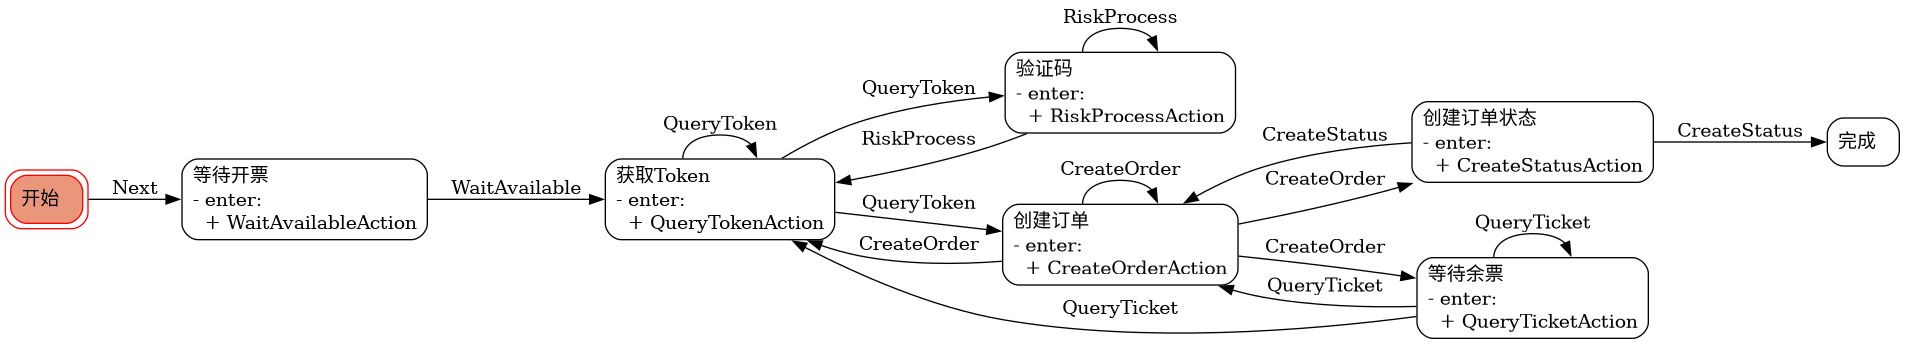 开始
Next
等待开票
- enter:
+ WaitAvailableAction
WaitAvailable
QueryToken
获取Token
- enter:
+ QueryTokenAction
QueryToken
RiskProcess
QueryToken
CreateOrder
QueryTicket
RiskProcess
验证码
- enter:
+ RiskProcessAction
CreateOrder
创建订单
- enter:
+ CreateOrderAction
CreateStatus
CreateOrder
CreateOrder
QueryTicket
创建订单状态
- enter:
+ CreateStatusAction
QueryTicket
等待余票
- enter:
+ QueryTicketAction
CreateStatus
完成